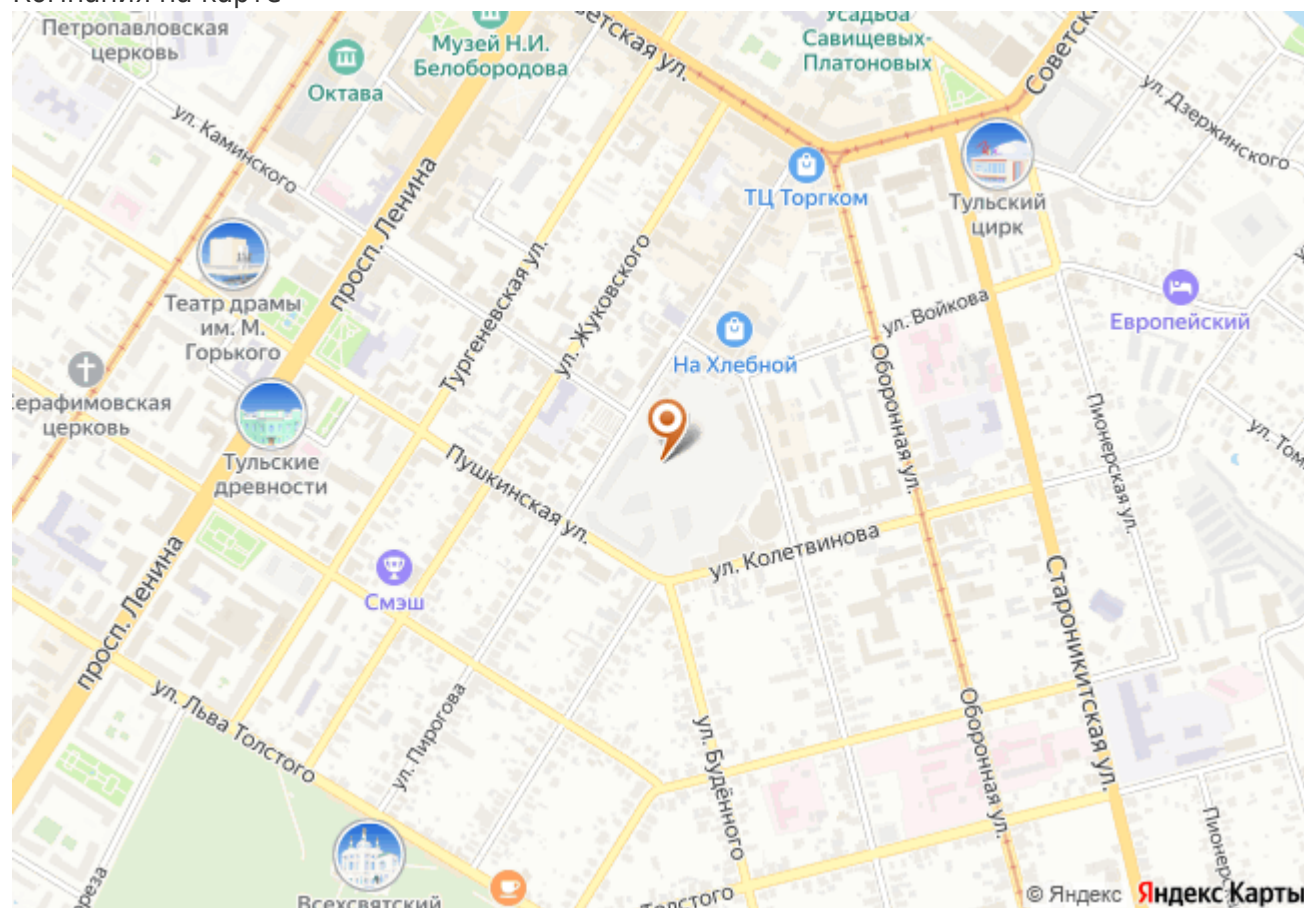 Компания на карте
Петропавловская
церковь
Октава
Музей Н.И.
Белобородова
Советская ул.
Усадьба
Савищевых-
Платоновых
ул. Дзержинского
ул. Каминского
просп. Ленина
ТЦ Торгком
Тульский
цирк
Театр драмы
им. М.
Горького
Тургеневская ул.
ул. Жуковского
На Хлебной
ул. Войкова
Европейский
Оборонная ул.
Пионерская ул.
церковь
Тульские
древности
Пушкинская ул.
ул. Колетвинова
Смэш
просп. Ленина
Староникитская ул.
ул. Льва Толстого
ул. Пирогова
ул. Будённого
Оборонная ул.
Всехсвятский
© Яндекс Яндекс Карты